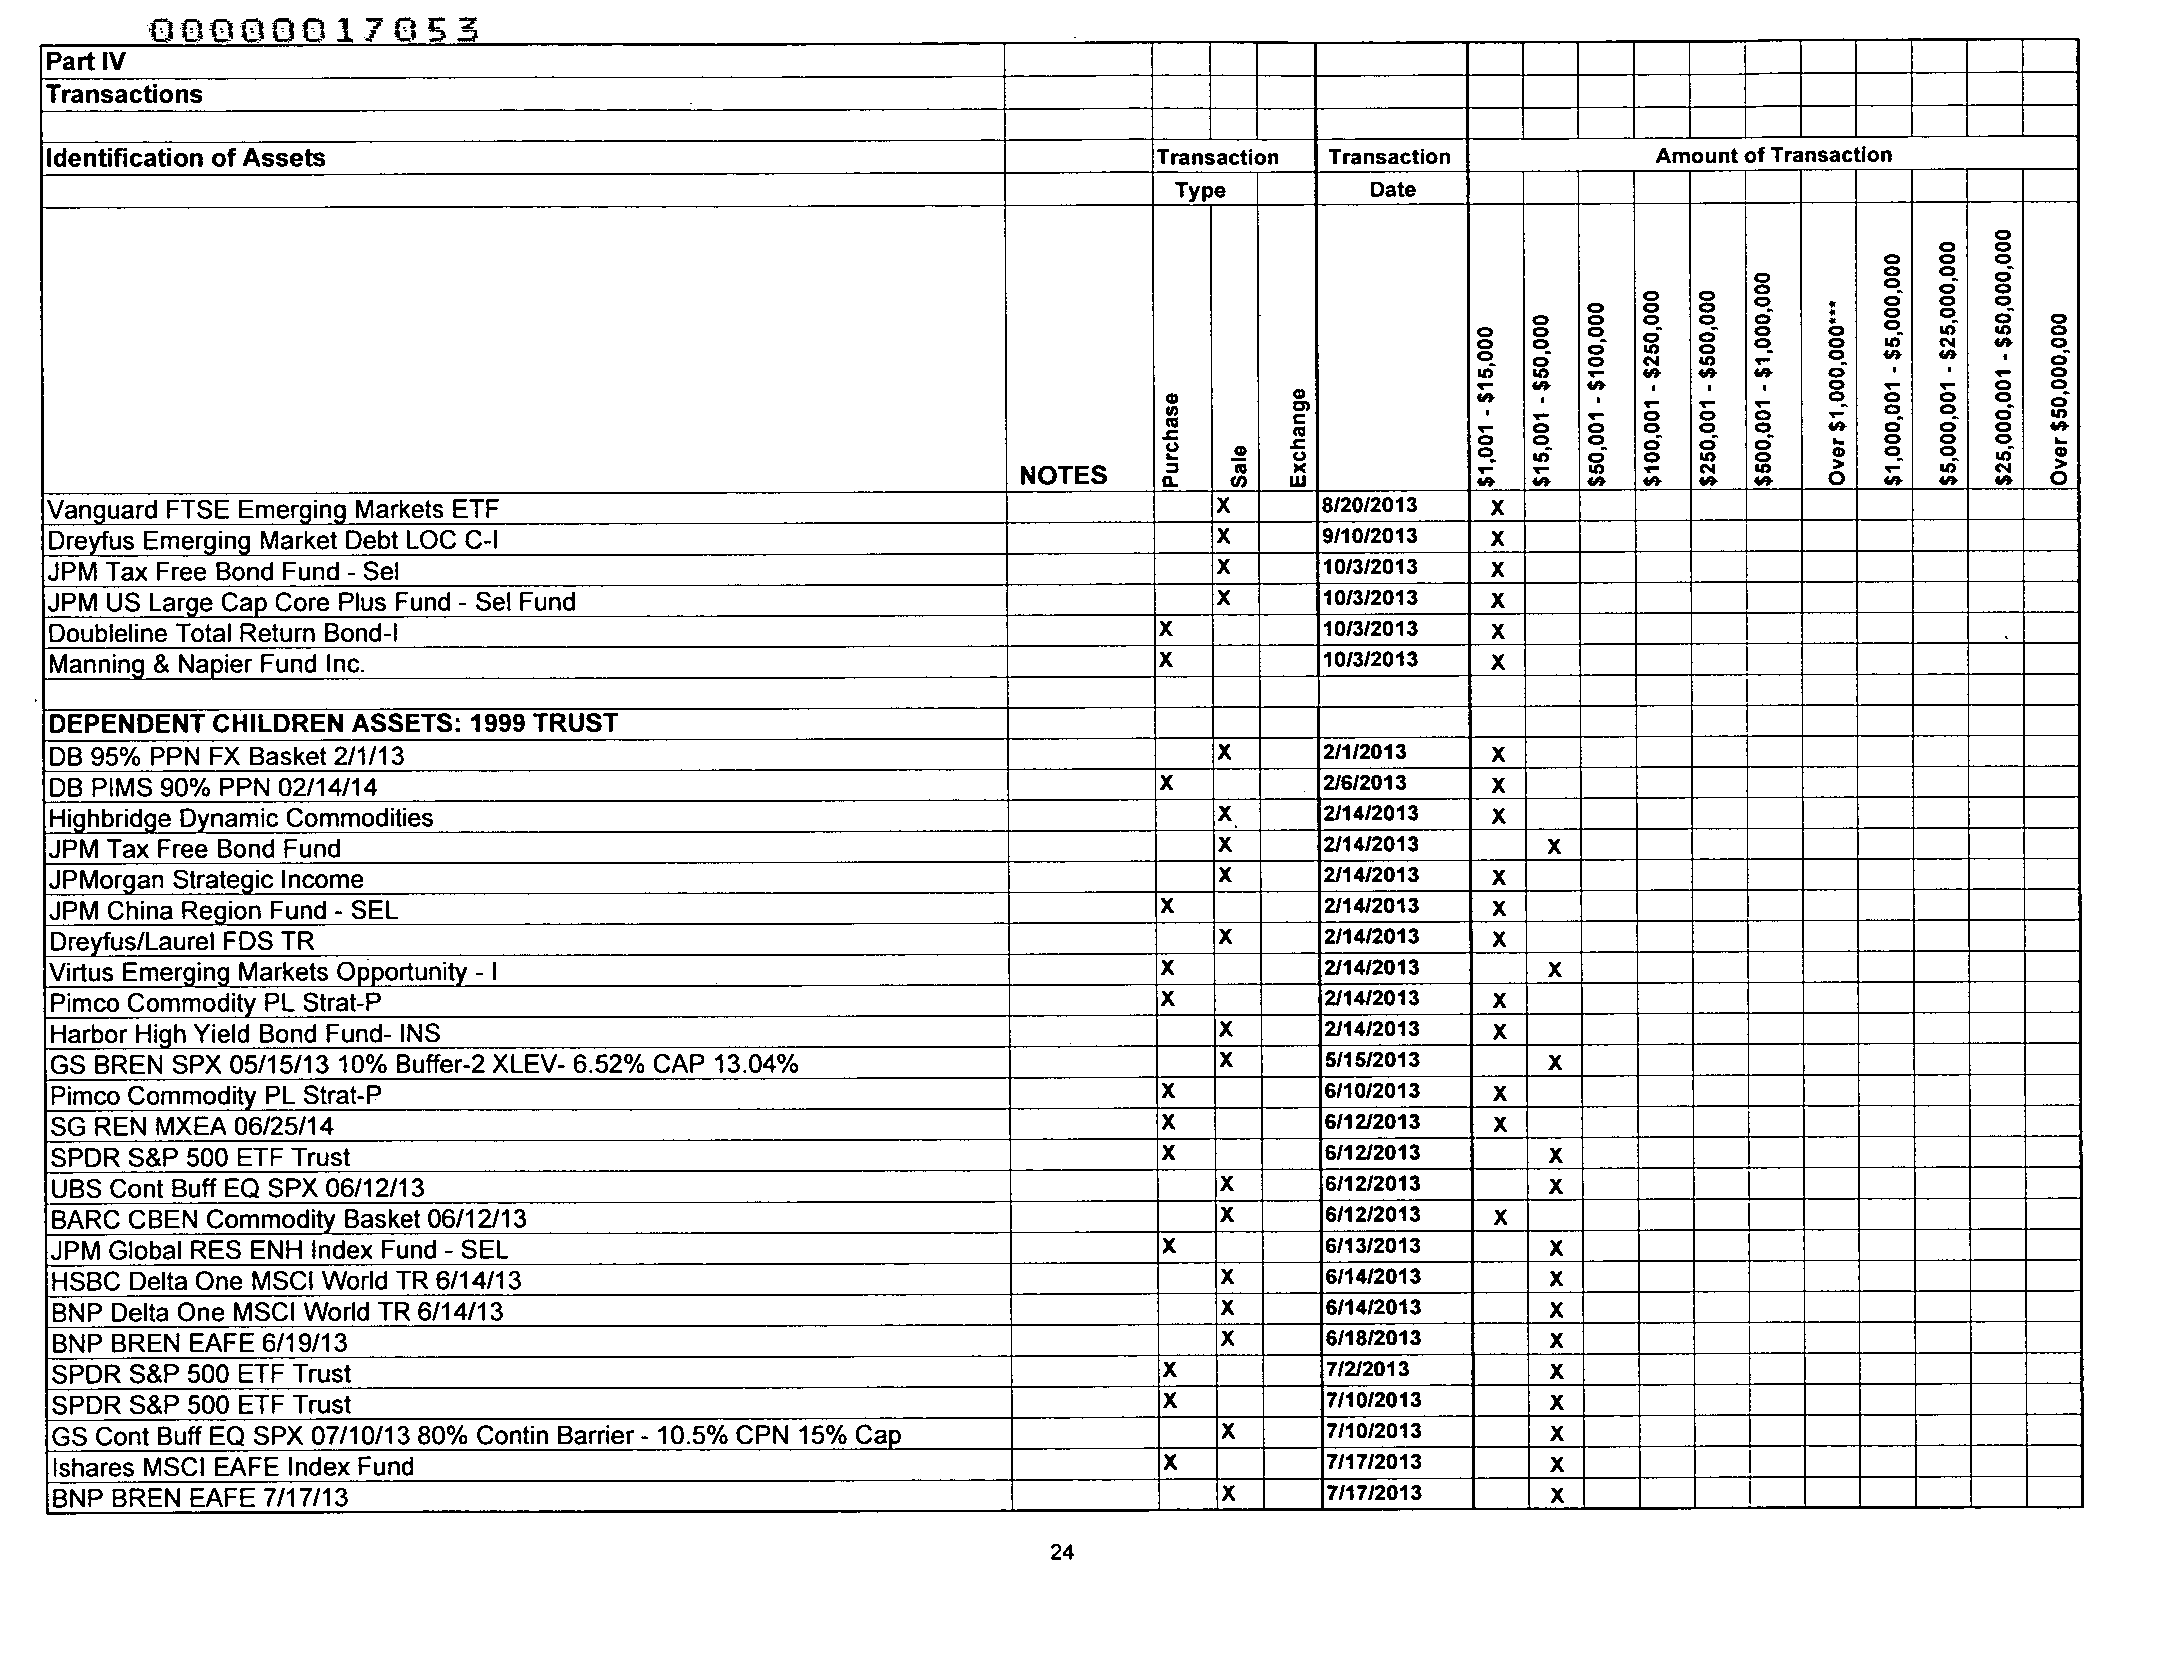 00000017053
Part IV
Transactions
Identification of Assets Transaction Transaction Amount of Transaction
Type Date
NOTES Purchase Sale Exchange $1,001 - $15,000 $15,001 - $50,000 $50,001 - $100,000 $100,001 - $250,000 $250,001 - $500,000 $500,001 - $1,000,000 Over $1,000,000*** $1,000,001 - $5,000,000 $5,000,001 - $25,000,000 $25,000,001 - $50,000,000 Over $50,000,000
Vanguard FTSE Emerging Markets ETF X 8/20/2013 X
Dreyfus Emerging Market Debt LOC C-I X 9/10/2013 X
JPM Tax Free Bond Fund - Sel X 10/3/2013 X
JPM US Large Cap Core Plus Fund - Sel Fund X 10/3/2013 X
Doubleline Total Return Bond-I X 10/3/2013 X
Manning & Napier Fund Inc. X 10/3/2013 X
DEPENDENT CHILDREN ASSETS: 1999 TRUST
DB 95% PPN FX Basket 2/1/13 X 2/1/2013 X
DB PIMS 90% PPN 02/14/14 X 2/6/2013 X
Highbridge Dynamic Commodities X 2/14/2013 X
JPM Tax Free Bond Fund X 2/14/2013 X
JPMorgan Strategic Income X 2/14/2013 X
JPM China Region Fund - SEL X 2/14/2013 X
Dreyfus/Laurel FDS TR X 2/14/2013 X
Virtus Emerging Markets Opportunity - I X 2/14/2013 X
Pimco Commodity PL Strat-P X 2/14/2013 X
Harbor High Yield Bond Fund- INS X 2/14/2013 X
GS BREN SPX 05/15/13 10% Buffer-2 XLEV- 6.52% CAP 13.04% X 5/15/2013 X
Pimco Commodity PL Strat-P X 6/10/2013 X
SG REN MXEA 06/25/14 X 6/12/2013 X
SPDR S&P 500 ETF Trust X 6/12/2013 X
UBS Cont Buff EQ SPX 06/12/13 X 6/12/2013 X
BARC CBEN Commodity Basket 06/12/13 X 6/12/2013 X
JPM Global RES ENH Index Fund - SEL X 6/13/2013 X
HSBC Delta One MSCI World TR 6/14/13 X 6/14/2013 X
BNP Delta One MSCI World TR 6/14/13 X 6/14/2013 X
BNP BREN EAFE 6/19/13 X 6/18/2013 X
SPDR S&P 500 ETF Trust X 7/2/2013 X
SPDR S&P 500 ETF Trust X 7/10/2013 X
GS Cont Buff EQ SPX 07/10/13 80% Contin Barrier - 10.5% CPN 15% Cap X 7/10/2013 X
Ishares MSCI EAFE Index Fund X 7/17/2013 X
BNP BREN EAFE 7/17/13 X 7/17/2013 X
24